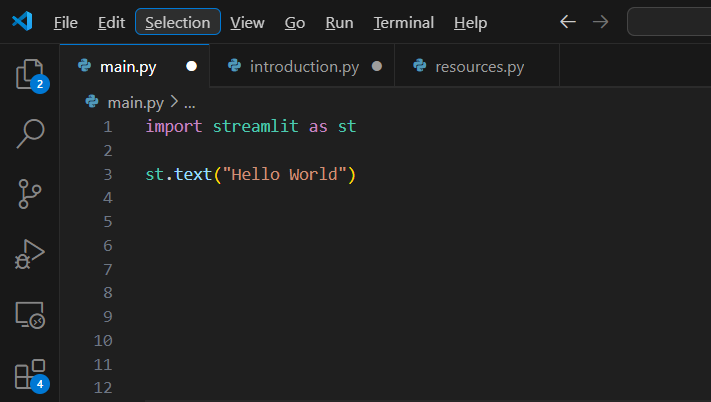 File Edit Selection View Go Run Terminal Help
main.py introduction.py resources.py
2
main.py > ...
1 import streamlit as st
2
3 st.text("Hello World")
4
5
6
7
8
9
10
11
12
4